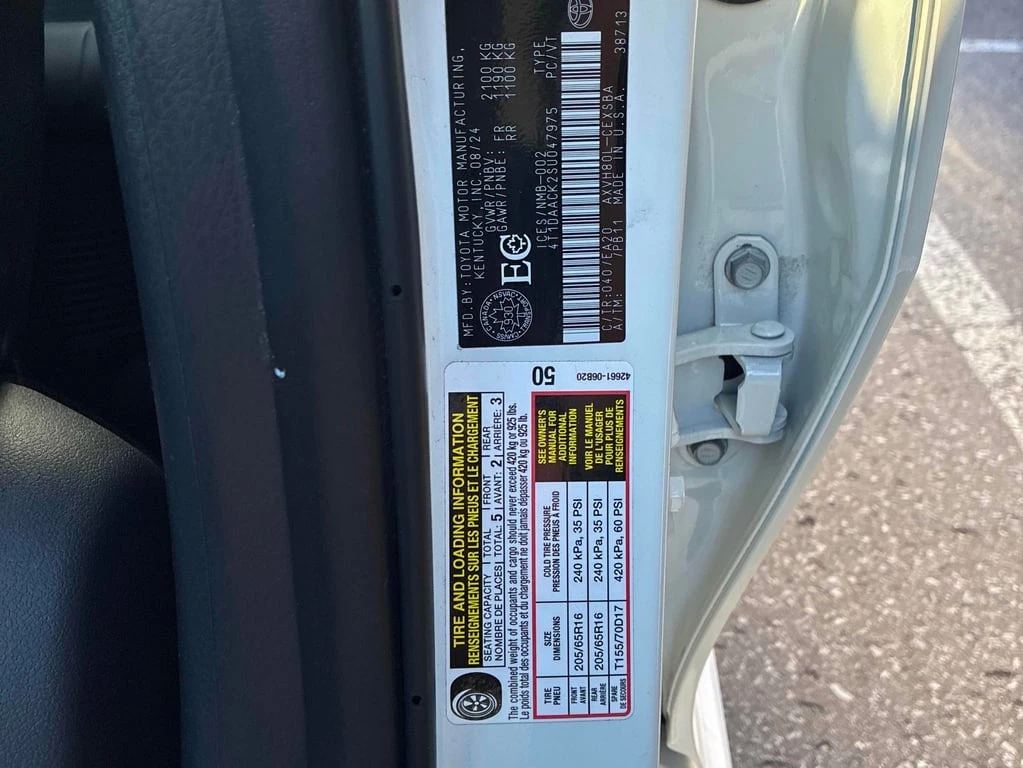 MFD.BY:TOYOTA MOTOR MANUFACTURING,
KENTUCKY, INC.08/24
GVWR/PNBV: 2100 KG
GAWR/PNBE: FR 1190 KG
RR 1100 KG
CANADA • NSVAC-
930
T
EC
ICES/NMB-002 TYPE
4T1DAACK2SU047975 PC/VT
C/TR:040/EA20 AXVH80L-CEXSBA
A/TM: /PB11 MADE IN U.S.A. 38713
TIRE AND LOADING INFORMATION
RENSEIGNEMENTS SUR LES PNEUS ET LE CHARGEMENT
SEATING CAPACITY | TOTAL | FRONT | REAR
NOMBRE DE PLACES | TOTAL: 5 | AVANT: 2 | ARRIÈRE: 3
The combined weight of occupants and cargo should never exceed 420 kg or 925 lbs.
Le poids total des occupants et du chargement ne doit jamais dépasser 420 kg ou 925 lb.
TIRE PNEU SIZE DIMENSIONS COLD TIRE PRESSURE PRESSION DES PNEUS À FROID
FRONT AVANT 205/65R16 240 kPa, 35 PSI
REAR ARRIÈRE 205/65R16 240 kPa, 35 PSI
SPARE DE SECOURS T155/70D17 420 kPa, 60 PSI
SEE OWNER'S
MANUAL FOR
ADDITIONAL
INFORMATION
VOIR LE MANUEL
DE L'USAGER
POUR PLUS DE
RENSEIGNEMENTS
50
42661-06B20